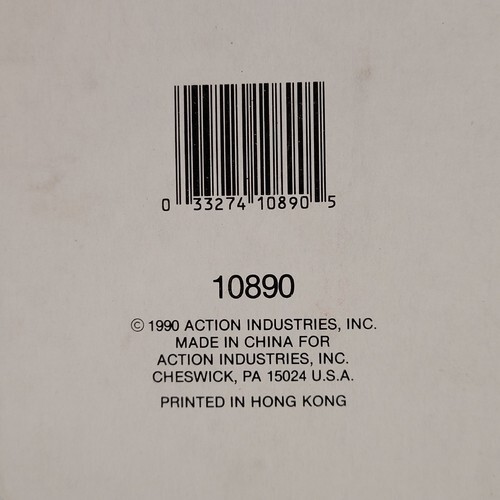 0 33274 10890 5
10890
© 1990 ACTION INDUSTRIES, INC.
MADE IN CHINA FOR
ACTION INDUSTRIES, INC.
CHESWICK, PA 15024 U.S.A.
PRINTED IN HONG KONG